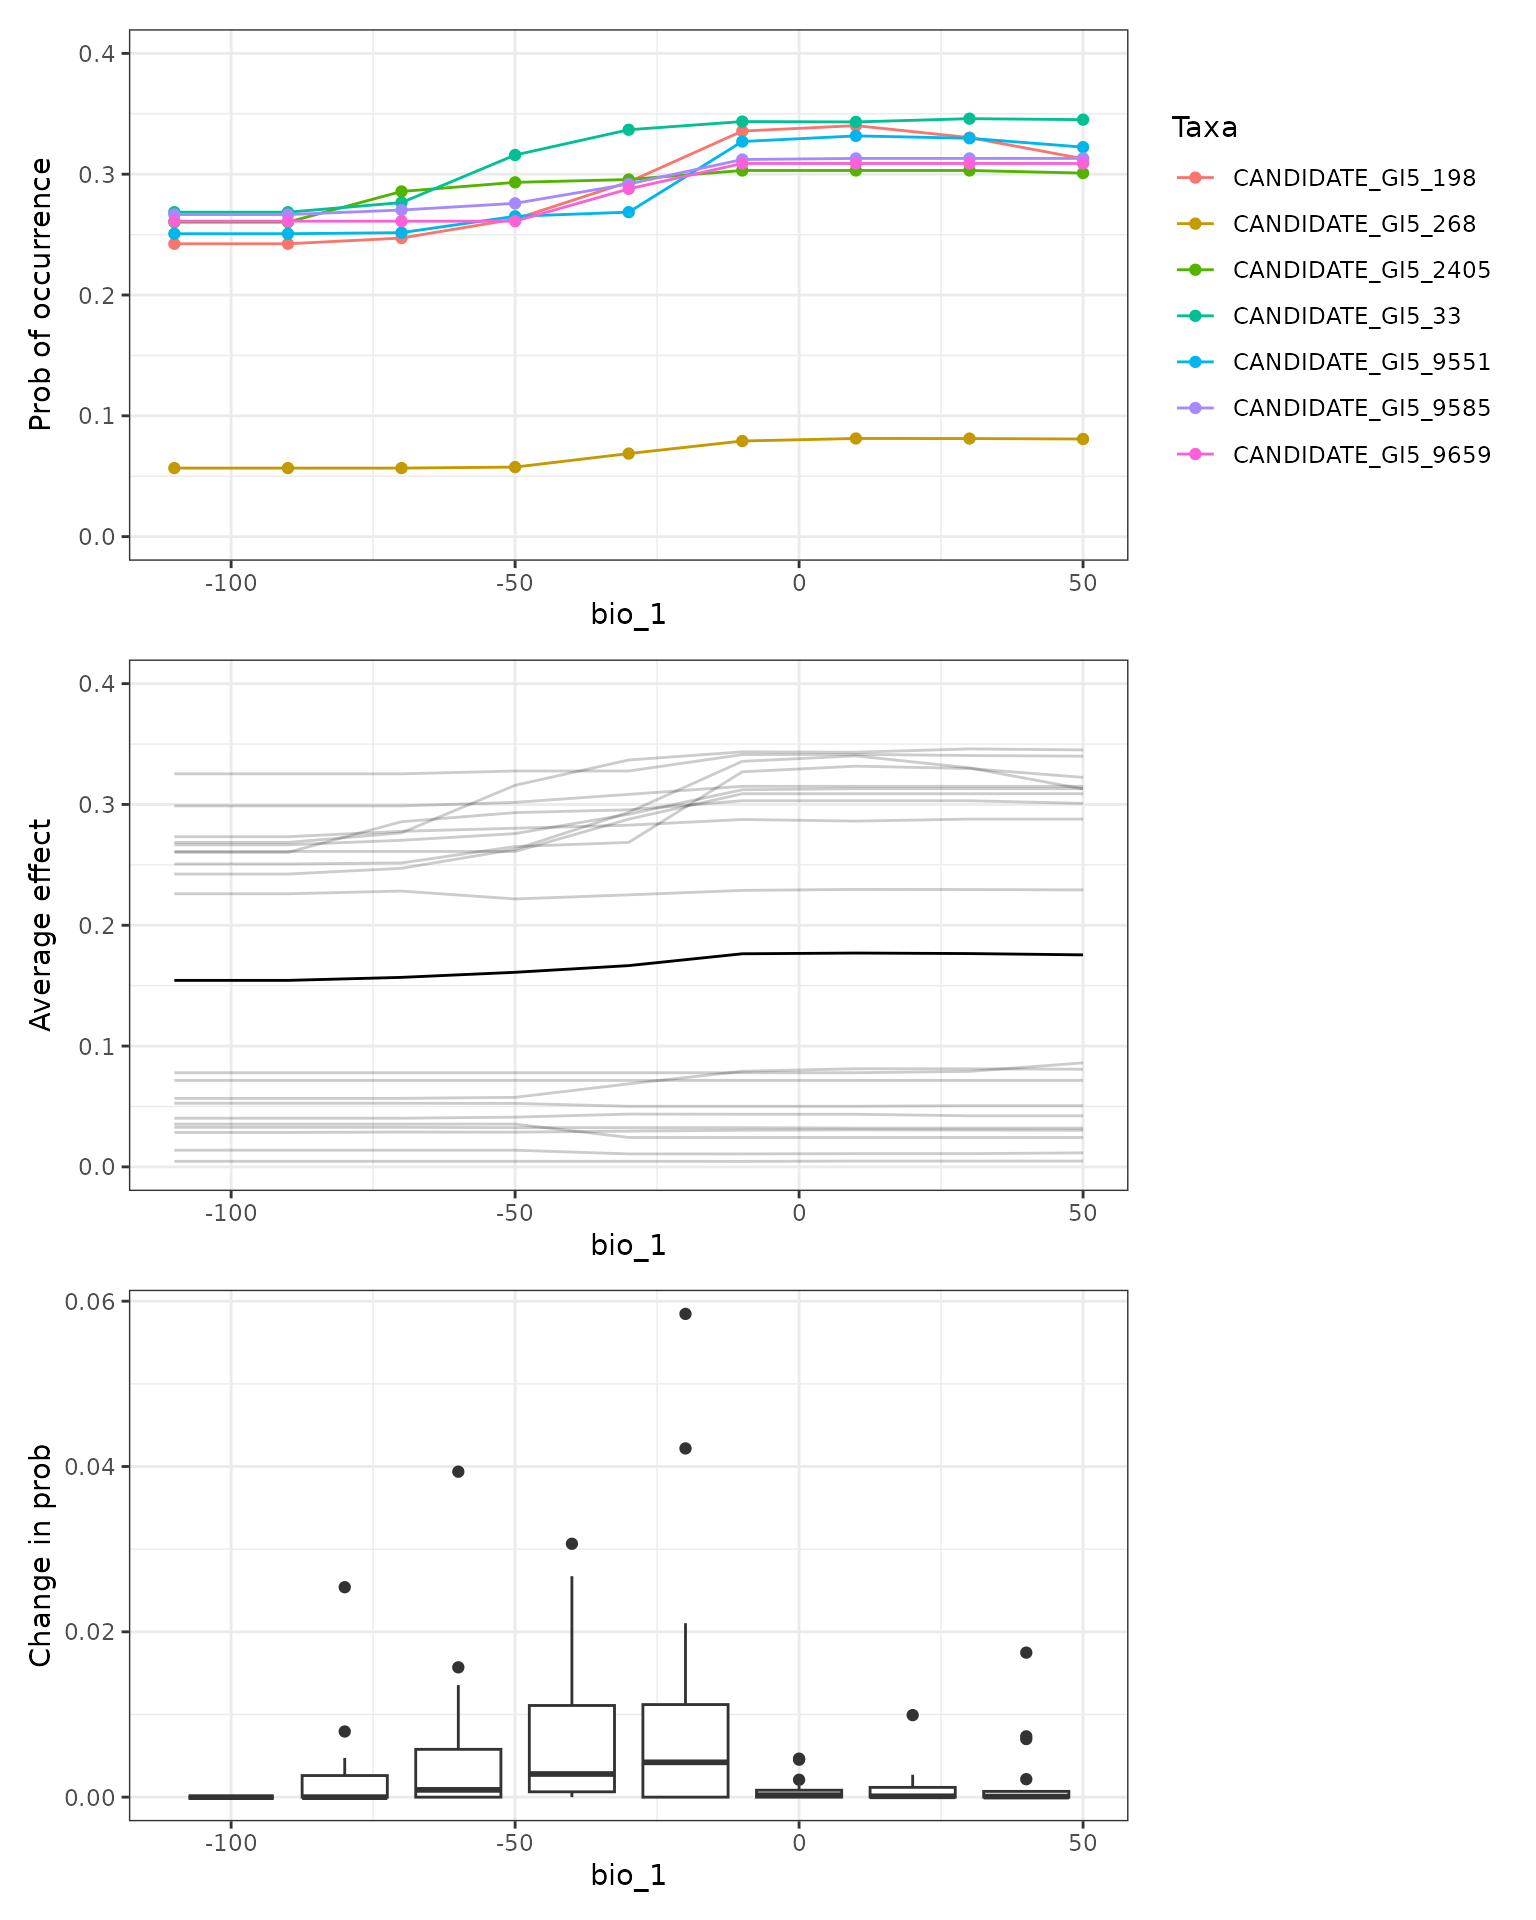 0.4
0.3
0.2
0.1
0.0
Prob of occurrence
-100
-50
0
50
bio_1
Taxa
CANDIDATE_GI5_198
CANDIDATE_GI5_268
CANDIDATE_GI5_2405
CANDIDATE_GI5_33
CANDIDATE_GI5_9551
CANDIDATE_GI5_9585
CANDIDATE_GI5_9659
0.4
0.3
0.2
0.1
0.0
Average effect
-100
-50
0
50
bio_1
0.06
0.04
0.02
0.00
Change in prob
-100
-50
0
50
bio_1